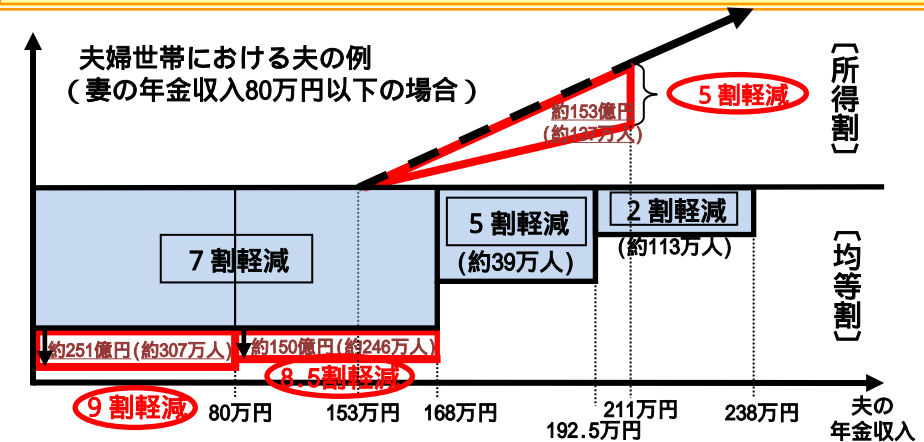 夫婦世帯における夫の例
（妻の年金収入80万円以下の場合）
〔所得割〕
5割軽減
約153億円
(約137万人)
7割軽減
5割軽減
(約39万人)
2割軽減
(約113万人)
〔均等割〕
約251億円(約307万人)
約150億円(約246万人)
9割軽減
8.5割軽減
80万円
153万円
168万円
192.5万円
211万円
238万円
夫の
年金収入